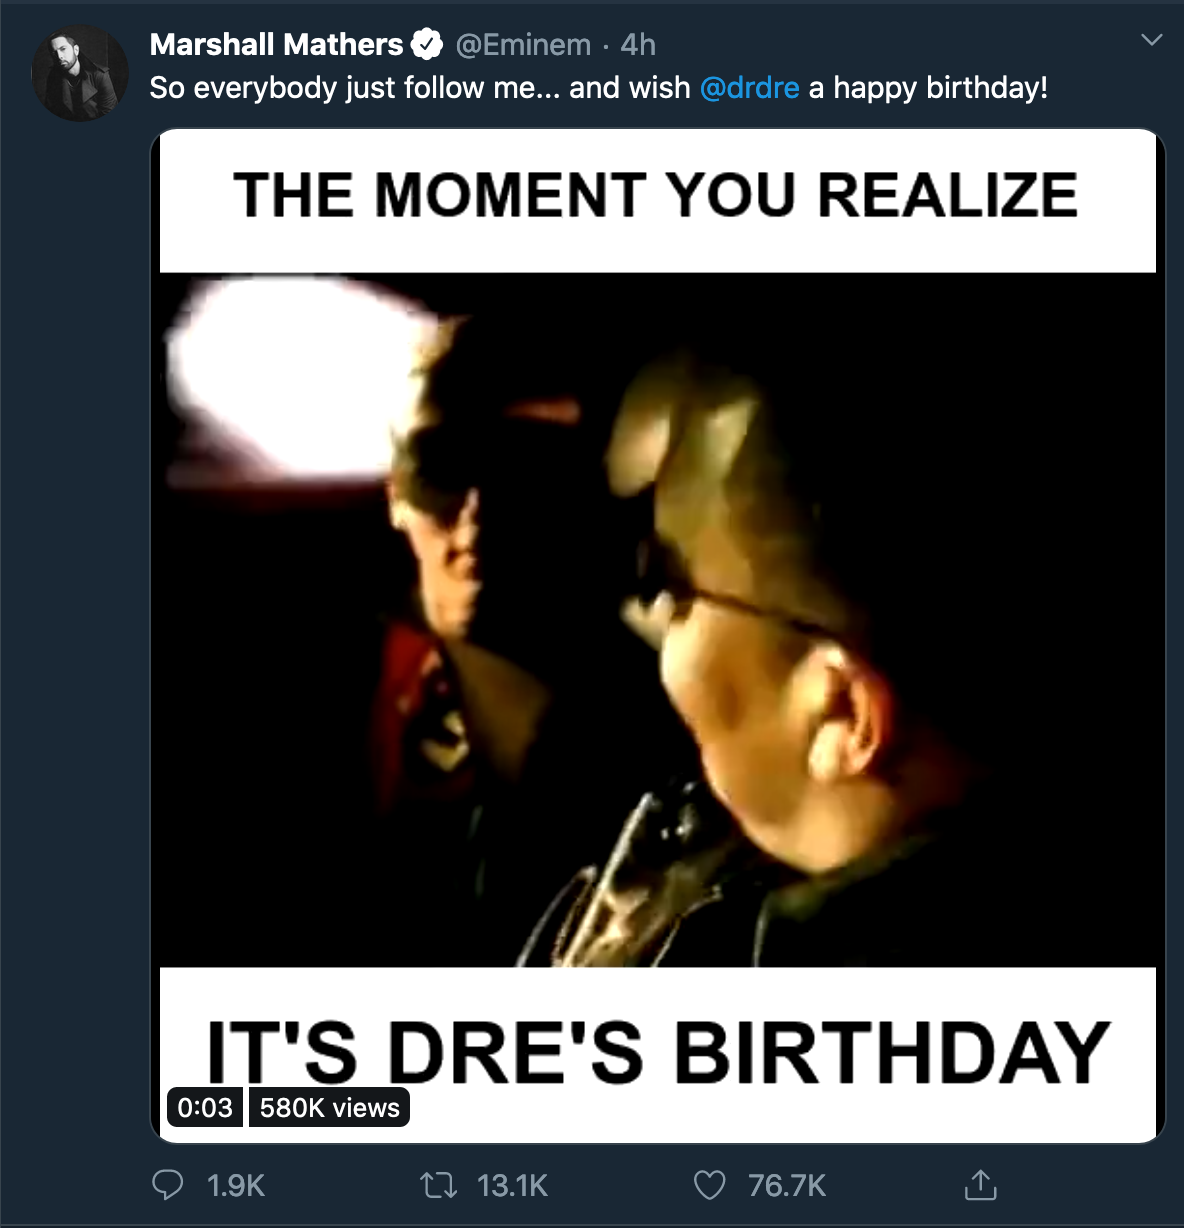 Marshall Mathers @Eminem · 4h
So everybody just follow me... and wish @drdre a happy birthday!
THE MOMENT YOU REALIZE
IT'S DRE'S BIRTHDAY
0:03 580K views
1.9K 13.1K 76.7K